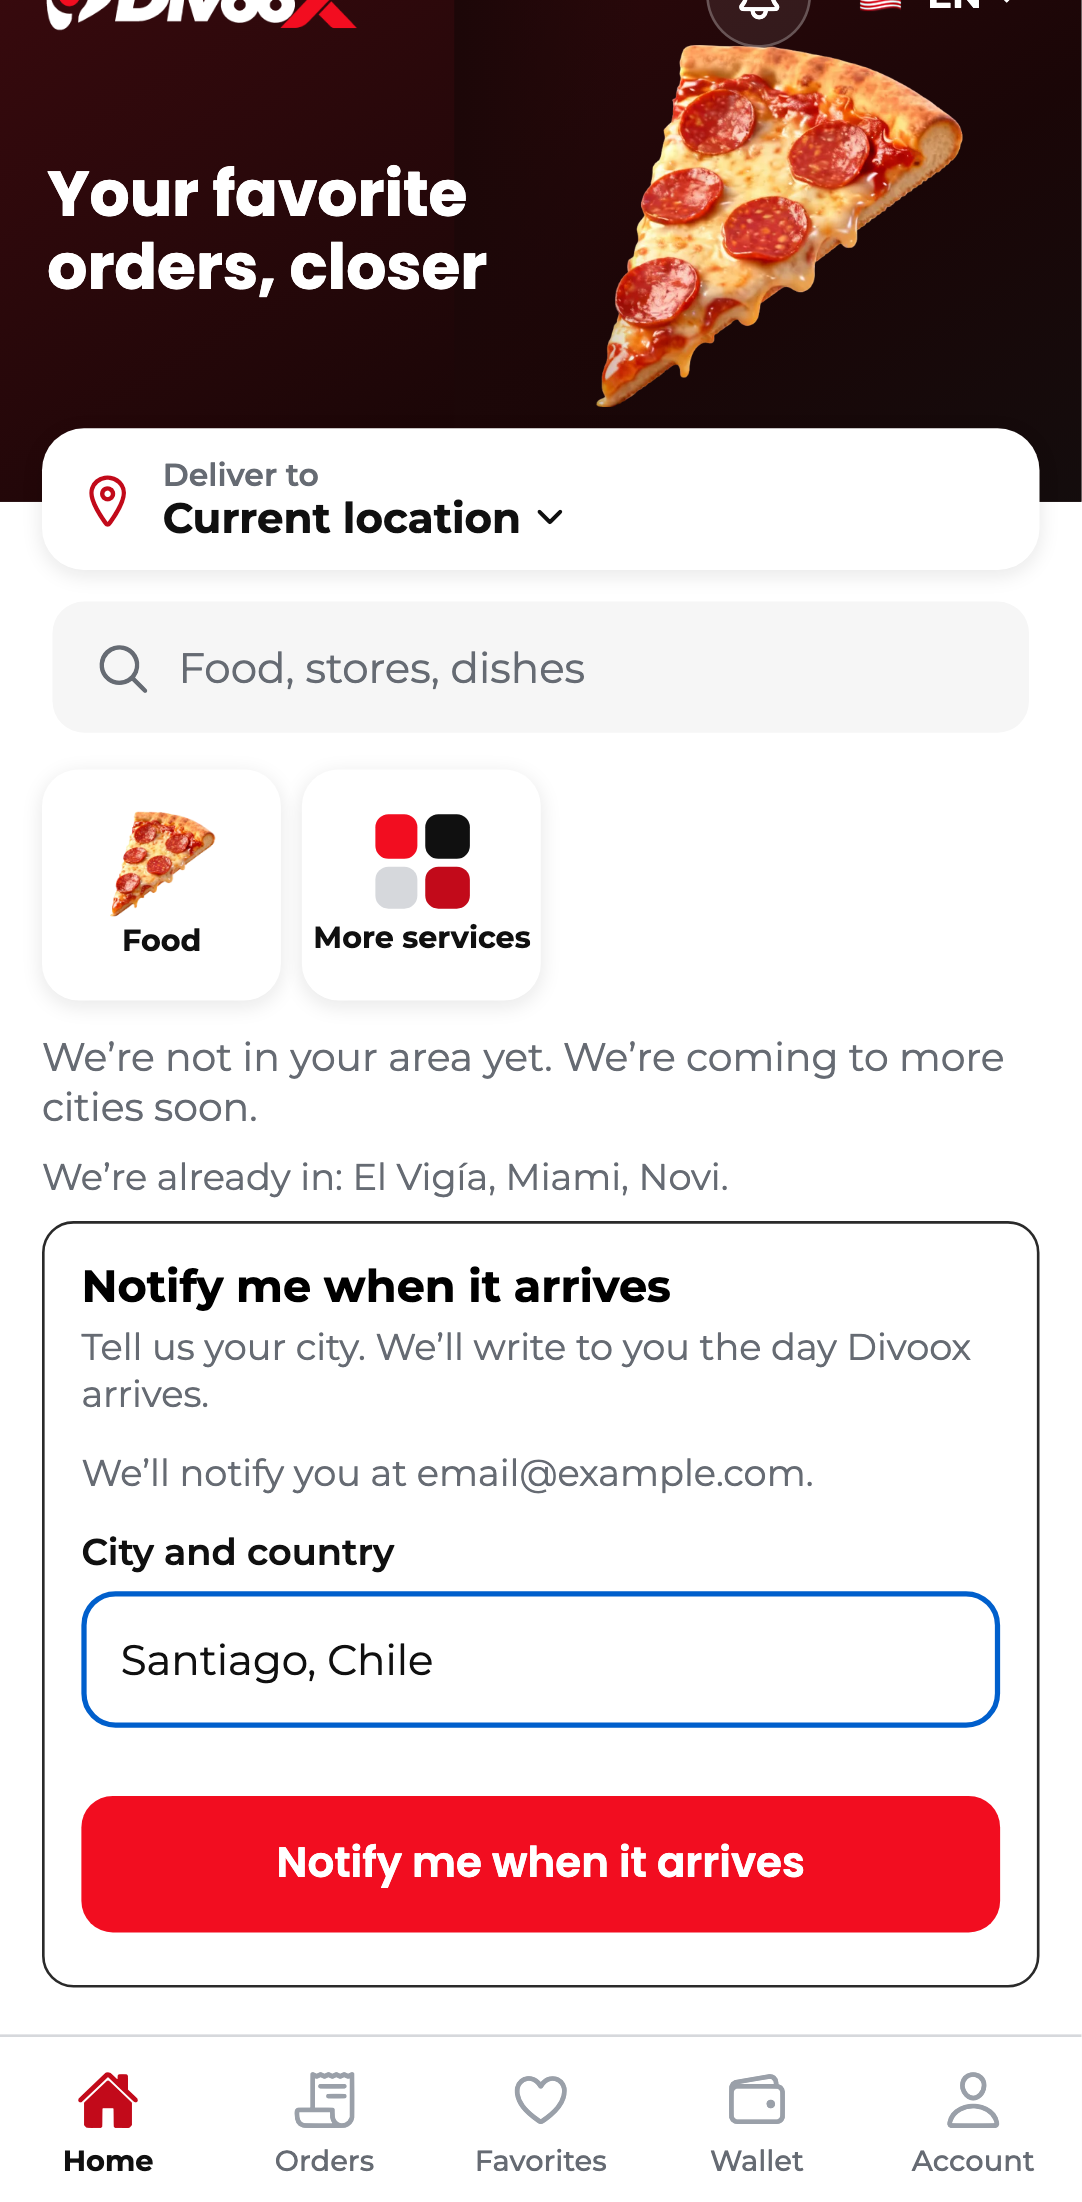 DivooX
EN
Your favorite
orders, closer
Deliver to
Current location
Food, stores, dishes
Food
More services
We’re not in your area yet. We’re coming to more
cities soon.
We’re already in: El Vigía, Miami, Novi.
Notify me when it arrives
Tell us your city. We’ll write to you the day Divoox
arrives.
We’ll notify you at email@example.com.
City and country
Santiago, Chile
Notify me when it arrives
Home
Orders
Favorites
Wallet
Account